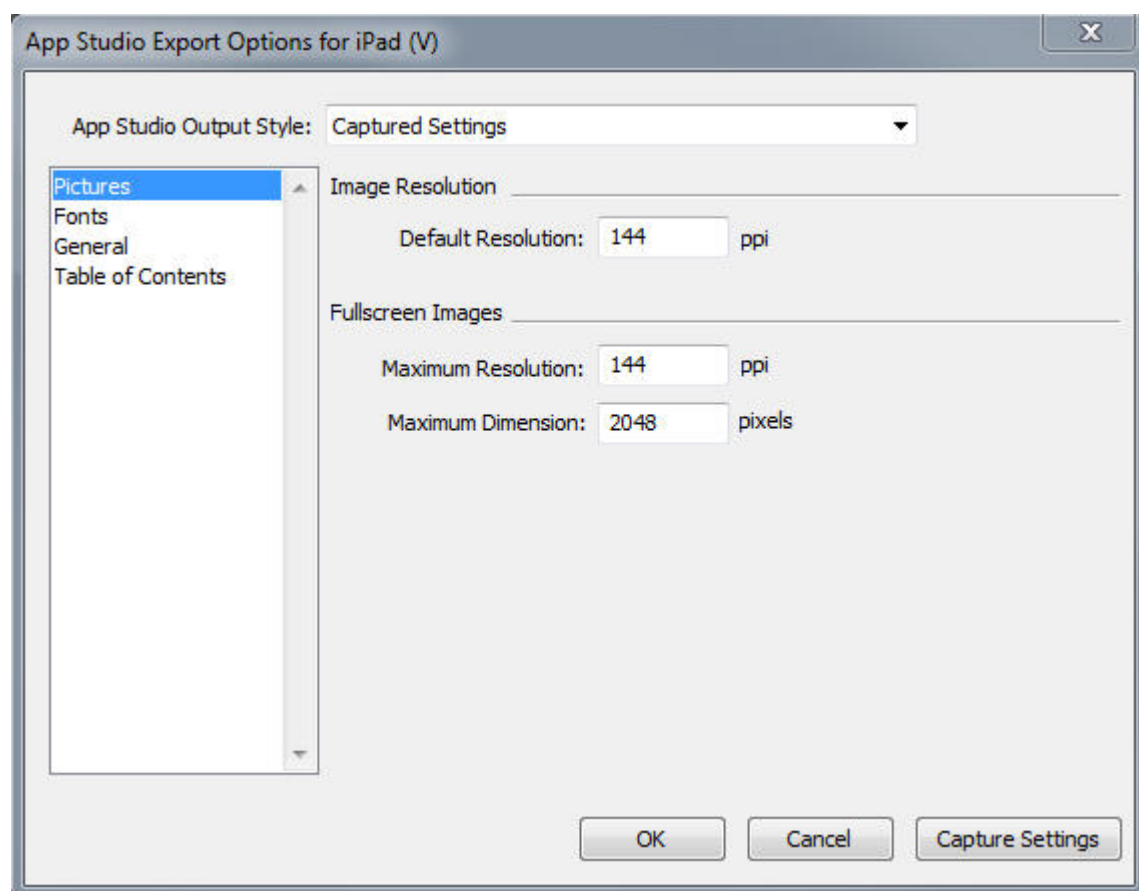 App Studio Export Options for iPad (V)
App Studio Output Style: Captured Settings
Pictures
Fonts
General
Table of Contents
Image Resolution
Default Resolution: 144 ppi
Fullscreen Images
Maximum Resolution: 144 ppi
Maximum Dimension: 2048 pixels
OK Cancel Capture Settings